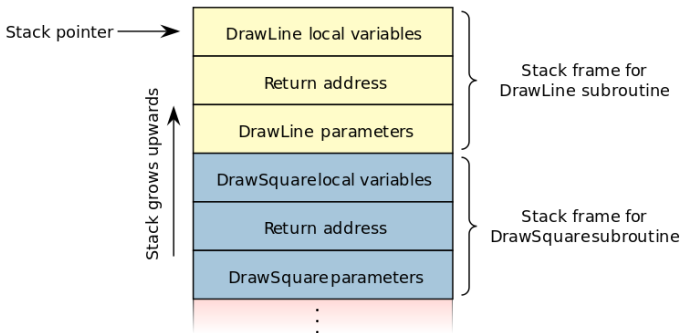 Stack pointer
DrawLine local variables
Return address
DrawLine parameters
Stack frame for
DrawLine subroutine
Stack grows upwards
DrawSquarelocal variables
Return address
DrawSquareparameters
Stack frame for
DrawSquaresubroutine